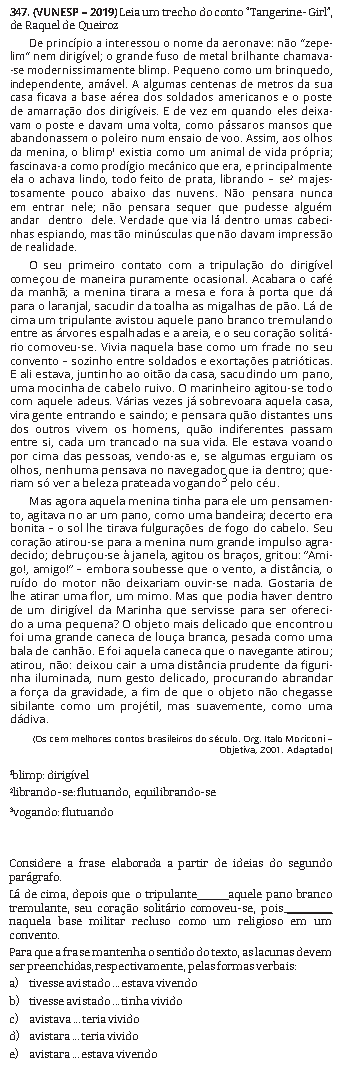 347. (VUNESP – 2019) Leia um trecho do conto "Tangerine-Girl",
de Raquel de Queiroz
De princípio a interessou o nome da aeronave: não "zepe-
lim" nem dirigível; o grande fuso de metal brilhante chamava-
-se modernissimamente blimp. Pequeno como um brinquedo,
independente, amável. A algumas centenas de metros da sua
casa ficava a base aérea dos soldados americanos e o poste
de amarração dos dirigíveis. E de vez em quando eles deixa-
vam o poste e davam uma volta, como pássaros mansos que
abandonassem o poleiro num ensaio de voo. Assim, aos olhos
da menina, o blimp¹ existia como um animal de vida própria;
fascinava-a como prodígio mecânico que era, e principalmente
ela o achava lindo, todo feito de prata, librando – se² majes-
tosamente pouco abaixo das nuvens. Não pensara nunca
em entrar nele; não pensara sequer que pudesse alguém
andar dentro dele. Verdade que via lá dentro umas cabeci-
nhas espiando, mas tão minúsculas que não davam impressão
de realidade.
O seu primeiro contato com a tripulação do dirigível
começou de maneira puramente ocasional. Acabara o café
da manhã; a menina tirara a mesa e fora à porta que dá
para o laranjal, sacudir da toalha as migalhas de pão. Lá de
cima um tripulante avistou aquele pano branco tremulando
entre as árvores espalhadas e a areia, e o seu coração solitá-
rio comoveu-se. Vivia naquela base como um frade no seu
convento – sozinho entre soldados e exortações patrióticas.
E ali estava, juntinho ao oitão da casa, sacudindo um pano,
uma mocinha de cabelo ruivo. O marinheiro agitou-se todo
com aquele adeus. Várias vezes já sobrevoara aquela casa,
vira gente entrando e saindo; e pensara quão distantes uns
dos outros vivem os homens, quão indiferentes passam
entre si, cada um trancado na sua vida. Ele estava voando
por cima das pessoas, vendo-as e, se algumas erguiam os
olhos, nenhuma pensava no navegador que ia dentro; que-
riam só ver a beleza prateada vogando³ pelo céu.
Mas agora aquela menina tinha para ele um pensamen-
to, agitava no ar um pano, como uma bandeira; decerto era
bonita – o sol lhe tirava fulgurações de fogo do cabelo. Seu
coração atirou-se para a menina num grande impulso agra-
decido; debruçou-se à janela, agitou os braços, gritou: "Ami-
go!, amigo!" – embora soubesse que o vento, a distância, o
ruído do motor não deixariam ouvir-se nada. Gostaria de
lhe atirar uma flor, um mimo. Mas que podia haver dentro
de um dirigível da Marinha que servisse para ser ofereci-
do a uma pequena? O objeto mais delicado que encontrou
foi uma grande caneca de louça branca, pesada como uma
bala de canhão. E foi aquela caneca que o navegante atirou;
atirou, não: deixou cair a uma distância prudente da figuri-
nha iluminada, num gesto delicado, procurando abrandar
a força da gravidade, a fim de que o objeto não chegasse
sibilante como um projétil, mas suavemente, como uma
dádiva.
(Os cem melhores contos brasileiros do século. Org. Italo Moriconi –
Objetiva, 2001. Adaptado)
¹blimp: dirigível
²librando-se: flutuando, equilibrando-se
³vogando: flutuando
Considere a frase elaborada a partir de ideias do segundo
parágrafo.
Lá de cima, depois que o tripulante______aquele pano branco
tremulante, seu coração solitário comoveu-se, pois________
naquela base militar recluso como um religioso em um
convento.
Para que a frase mantenha o sentido do texto, as lacunas devem
ser preenchidas, respectivamente, pelas formas verbais:
a) tivesse avistado ... estava vivendo
b) tivesse avistado ... tinha vivido
c) avistava ... teria vivido
d) avistara ... teria vivido
e) avistara ... estava vivendo